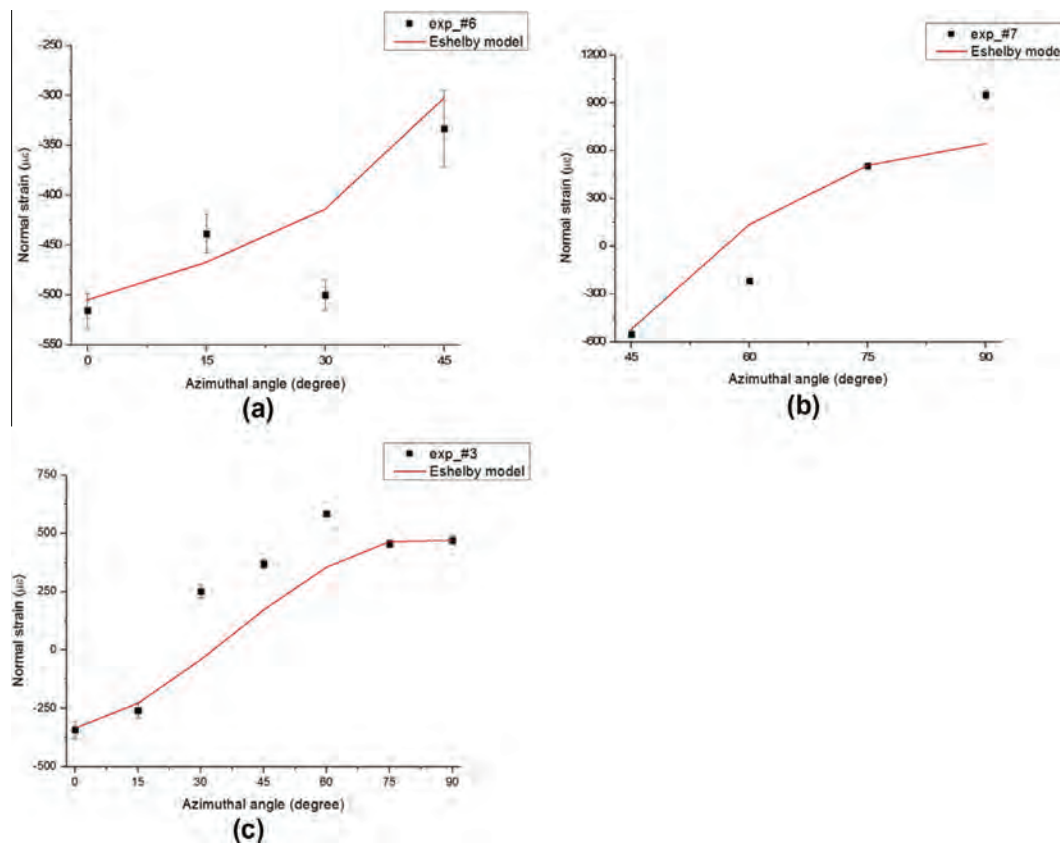 exp_#6
Eshelby model
-250
-300
-350
-400
-450
-500
-550
Normal strain (με)
0 15 30 45
Azimuthal angle (degree)
(a)
exp_#7
Eshelby model
1200
900
600
300
0
-300
-600
Normal strain (με)
45 60 75 90
Azimuthal angle (degree)
(b)
exp_#3
Eshelby model
750
500
250
0
-250
-500
Normal strain (με)
0 15 30 45 60 75 90
Azimuthal angle (degree)
(c)